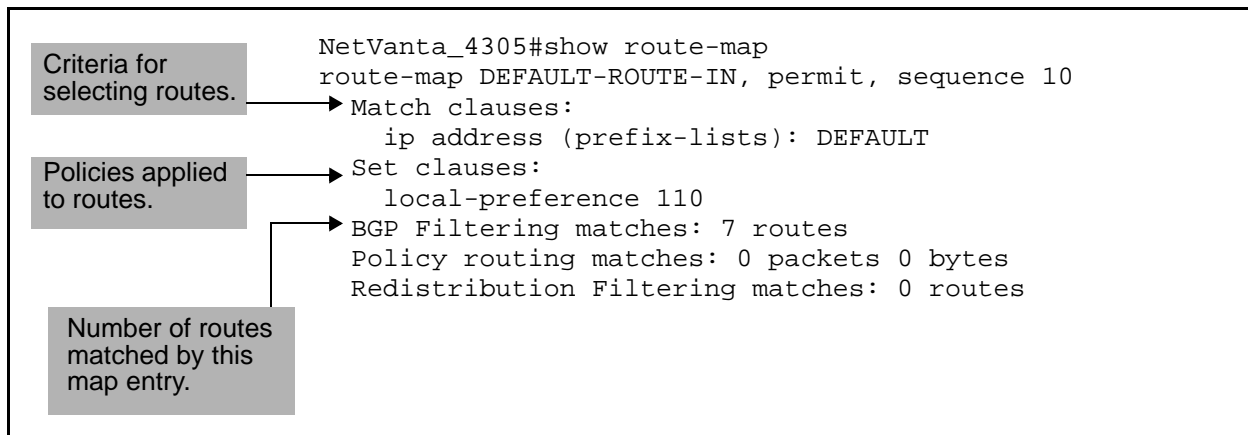 NetVanta_4305#show route-map
route-map DEFAULT-ROUTE-IN, permit, sequence 10
Criteria for
selecting routes.
Match clauses:
ip address (prefix-lists): DEFAULT
Policies applied
to routes.
Set clauses:
local-preference 110
BGP Filtering matches: 7 routes
Policy routing matches: 0 packets 0 bytes
Redistribution Filtering matches: 0 routes
Number of routes
matched by this
map entry.